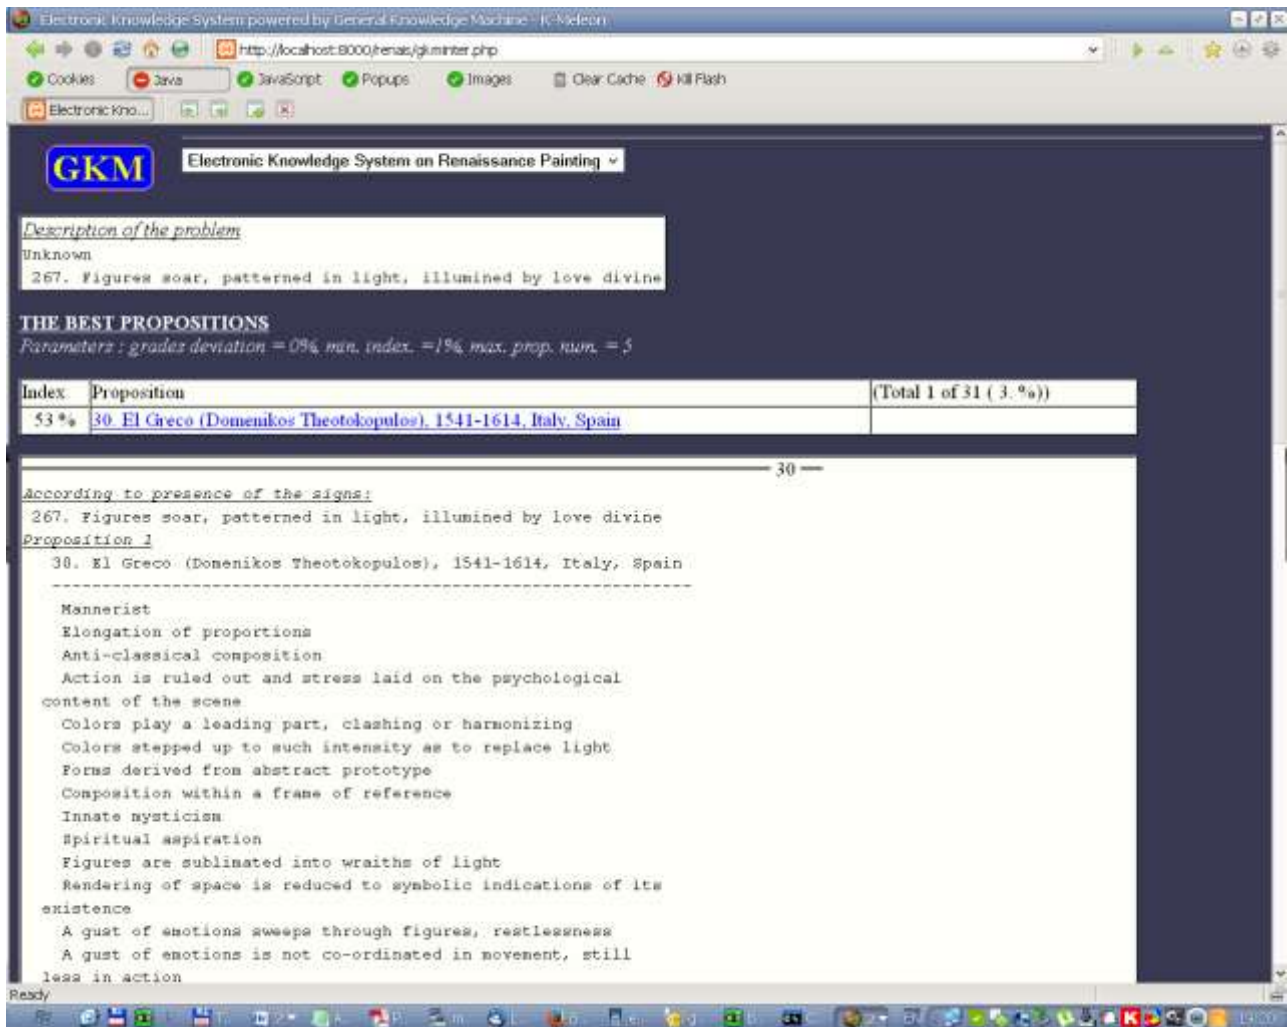 Electronic Knowledge System powered by General Knowledge Machine - K-Meleon
http://localhost:8000/renais/gkminter.php
Cookies Java JavaScript Popups Images Clear Cache Kill Flash
Electronic Kno...
GKM Electronic Knowledge System on Renaissance Painting
Description of the problem
Unknown
267. Figures soar, patterned in light, illumined by love divine
THE BEST PROPOSITIONS
Parameters : grades deviation = 0%, min. index. =1%, max. prop. num. = 5
Index Proposition (Total 1 of 31 ( 3. %))
53 % 30. El Greco (Domenikos Theotokopulos), 1541-1614, Italy, Spain
30
According to presence of the signs:
267. Figures soar, patterned in light, illumined by love divine
Proposition 1
30. El Greco (Domenikos Theotokopulos), 1541-1614, Italy, Spain
------------------------------------------------------------------
Mannerist
Elongation of proportions
Anti-classical composition
Action is ruled out and stress laid on the psychological
content of the scene
Colors play a leading part, clashing or harmonizing
Colors stepped up to such intensity as to replace light
Forms derived from abstract prototype
Composition within a frame of reference
Innate mysticism
Spiritual aspiration
Figures are sublimated into wraiths of light
Rendering of space is reduced to symbolic indications of its
existence
A gust of emotions sweeps through figures, restlessness
A gust of emotions is not co-ordinated in movement, still
less in action
Ready